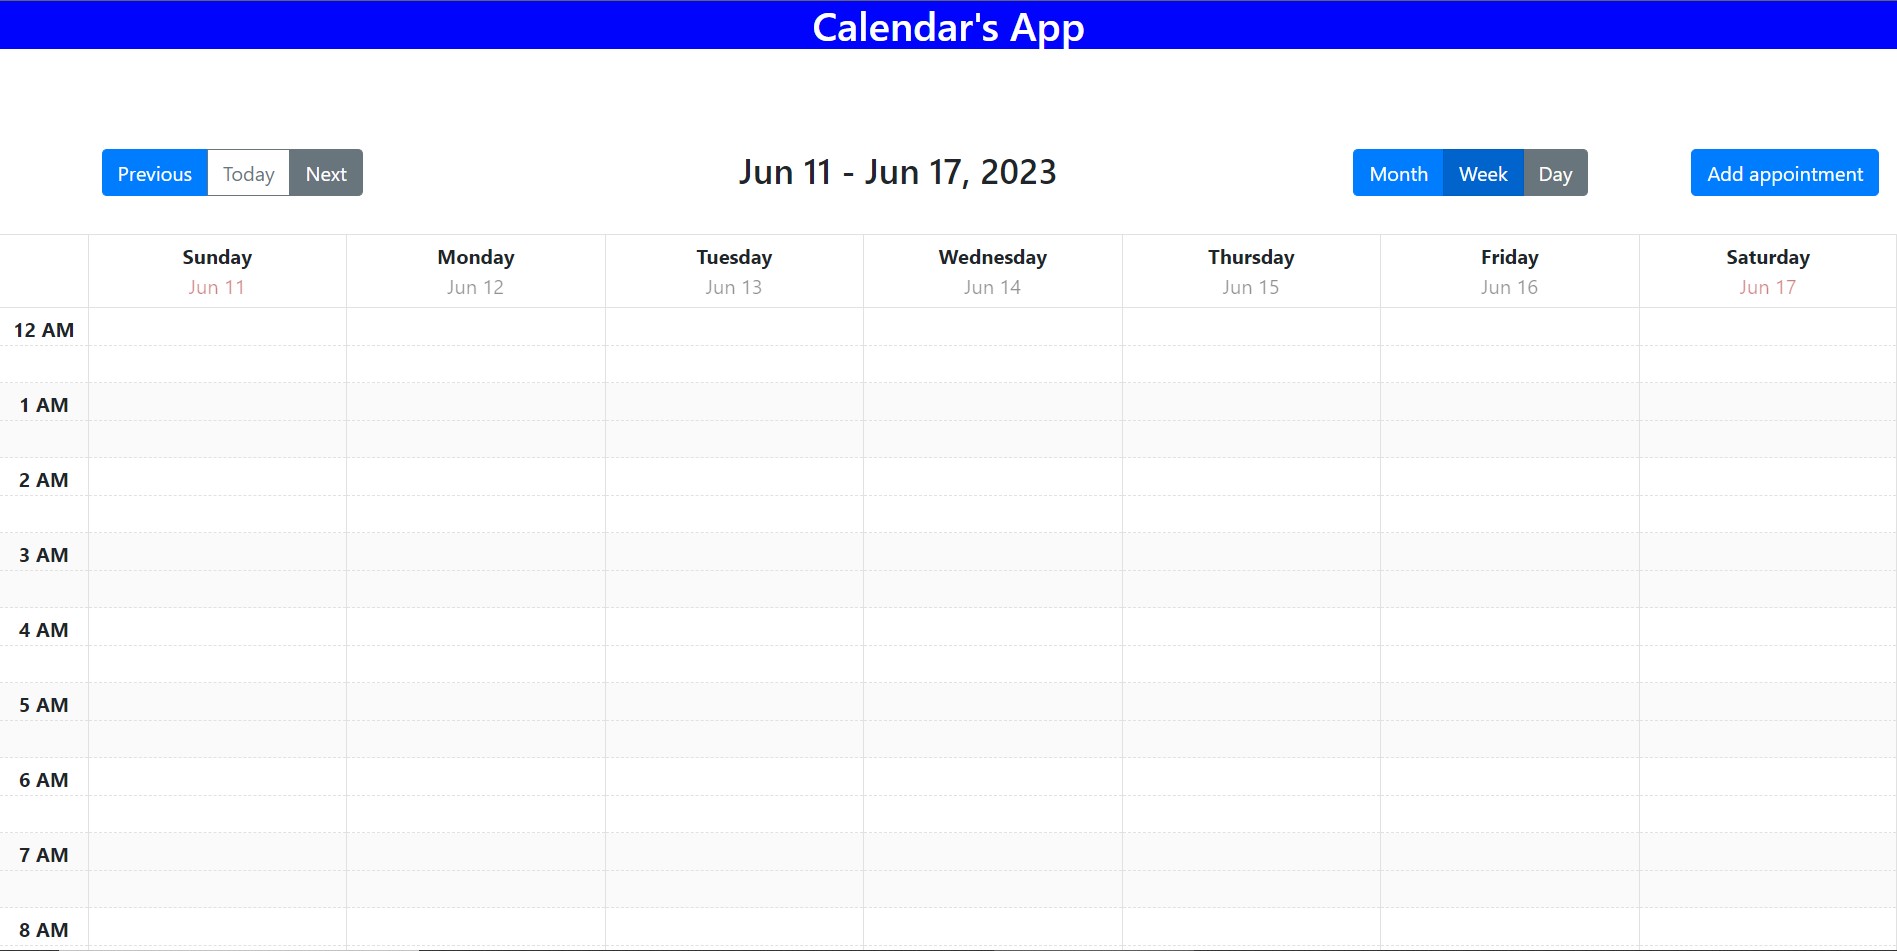 Calendar's App
Previous Today Next
Jun 11 - Jun 17, 2023
Month Week Day
Add appointment
Sunday Monday Tuesday Wednesday Thursday Friday Saturday
Jun 11 Jun 12 Jun 13 Jun 14 Jun 15 Jun 16 Jun 17
12 AM
1 AM
2 AM
3 AM
4 AM
5 AM
6 AM
7 AM
8 AM